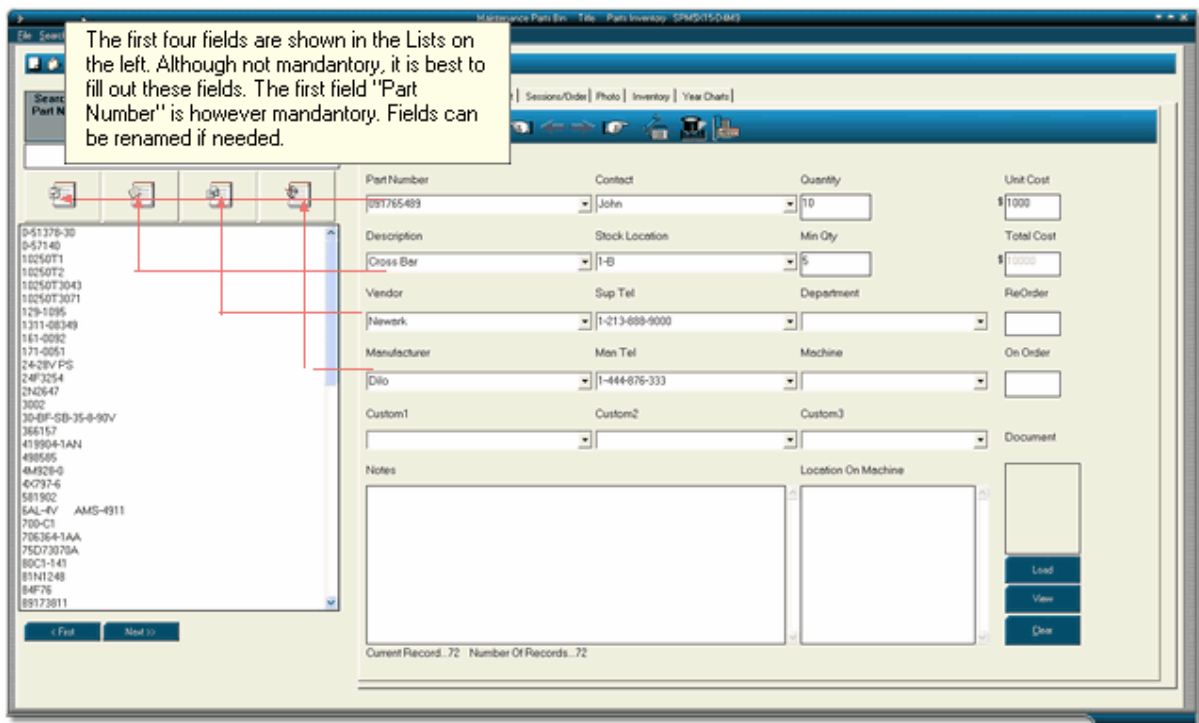 Maintenance Parts Bin Title Parts Inventory SPM5X15-D4M3
File Search
The first four fields are shown in the Lists on
the left. Although not mandantory, it is best to
fill out these fields. The first field "Part
Number" is however mandantory. Fields can
be renamed if needed.
Sessions/Order Photo Inventory Year Charts
Part Number Contact Quantity Unit Cost
091765489 John 10 $ 1000
Description Stock Location Min Qty Total Cost
Cross Bar 1-B 5 $ 10000
Vendor Sup Tel Department ReOrder
Newark 1-213-888-9000
Manufacturer Man Tel Machine On Order
Dilo 1-444-876-333
Custom1 Custom2 Custom3 Document
Notes Location On Machine
Load
View
Clear
Current Record...72 Number Of Records...72
0-51378-30
0-57140
10250T1
10250T2
10250T3043
10250T3071
129-1095
1311-08349
161-0092
171-0051
24-28V PS
24F3254
2N2647
3002
30-BF-SB-35-8-90V
366157
419904-1AN
498585
4M928-0
4X797-6
581902
6AL-4V AMS-4911
700-C1
706364-1AA
75D73070A
80C1-141
81N1248
84F76
89173811
< First Next >>